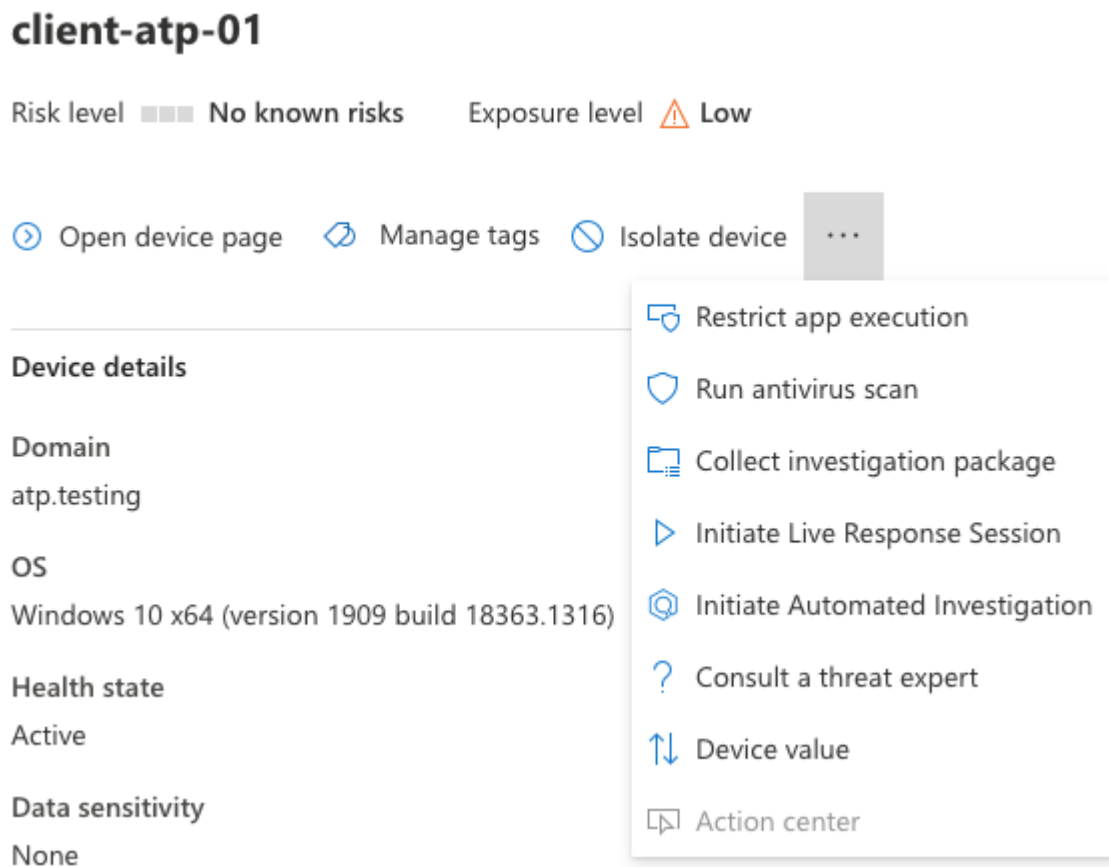 client-atp-01
Risk level No known risks Exposure level Low
Open device page Manage tags Isolate device ...
Restrict app execution
Run antivirus scan
Collect investigation package
Initiate Live Response Session
Initiate Automated Investigation
Consult a threat expert
Device value
Action center
Device details
Domain
atp.testing
OS
Windows 10 x64 (version 1909 build 18363.1316)
Health state
Active
Data sensitivity
None